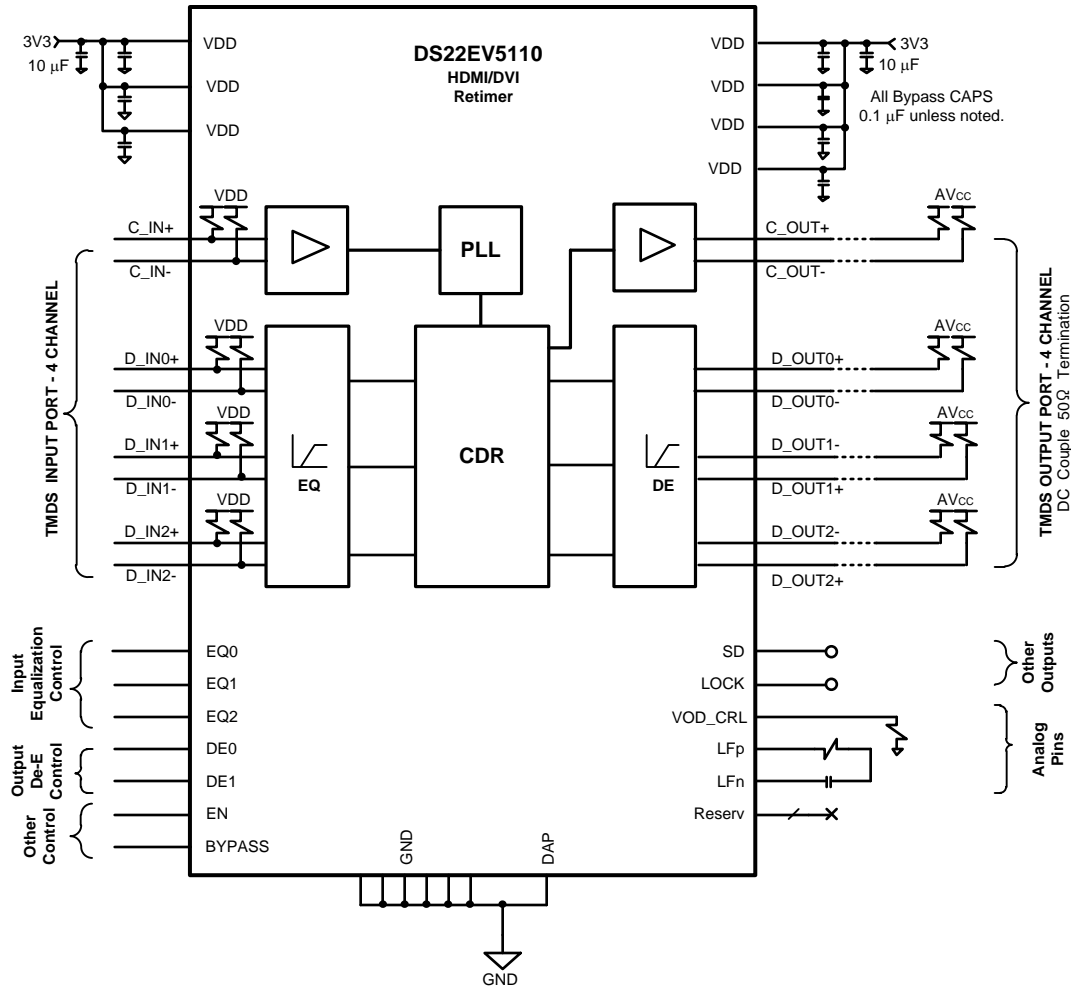 DS22EV5110
HDMI/DVI
Retimer
3V3
10 µF
VDD
VDD
VDD
VDD
VDD
VDD
VDD
3V3
10 µF
All Bypass CAPS
0.1 µF unless noted.
TMDS INPUT PORT - 4 CHANNEL
C_IN+
C_IN-
VDD
D_IN0+
D_IN0-
VDD
D_IN1+
D_IN1-
VDD
D_IN2+
D_IN2-
VDD
PLL
EQ
CDR
DE
C_OUT+
C_OUT-
AVcc
D_OUT0+
D_OUT0-
AVcc
D_OUT1-
D_OUT1+
AVcc
D_OUT2-
D_OUT2+
AVcc
TMDS OUTPUT PORT - 4 CHANNEL
DC Couple 50Ω Termination
Input
Equalization
Control
EQ0
EQ1
EQ2
Output
De-E
Control
DE0
DE1
Other
Control
EN
BYPASS
SD
LOCK
Other
Outputs
VOD_CRL
LFp
LFn
Analog
Pins
Reserv
GND
DAP
GND